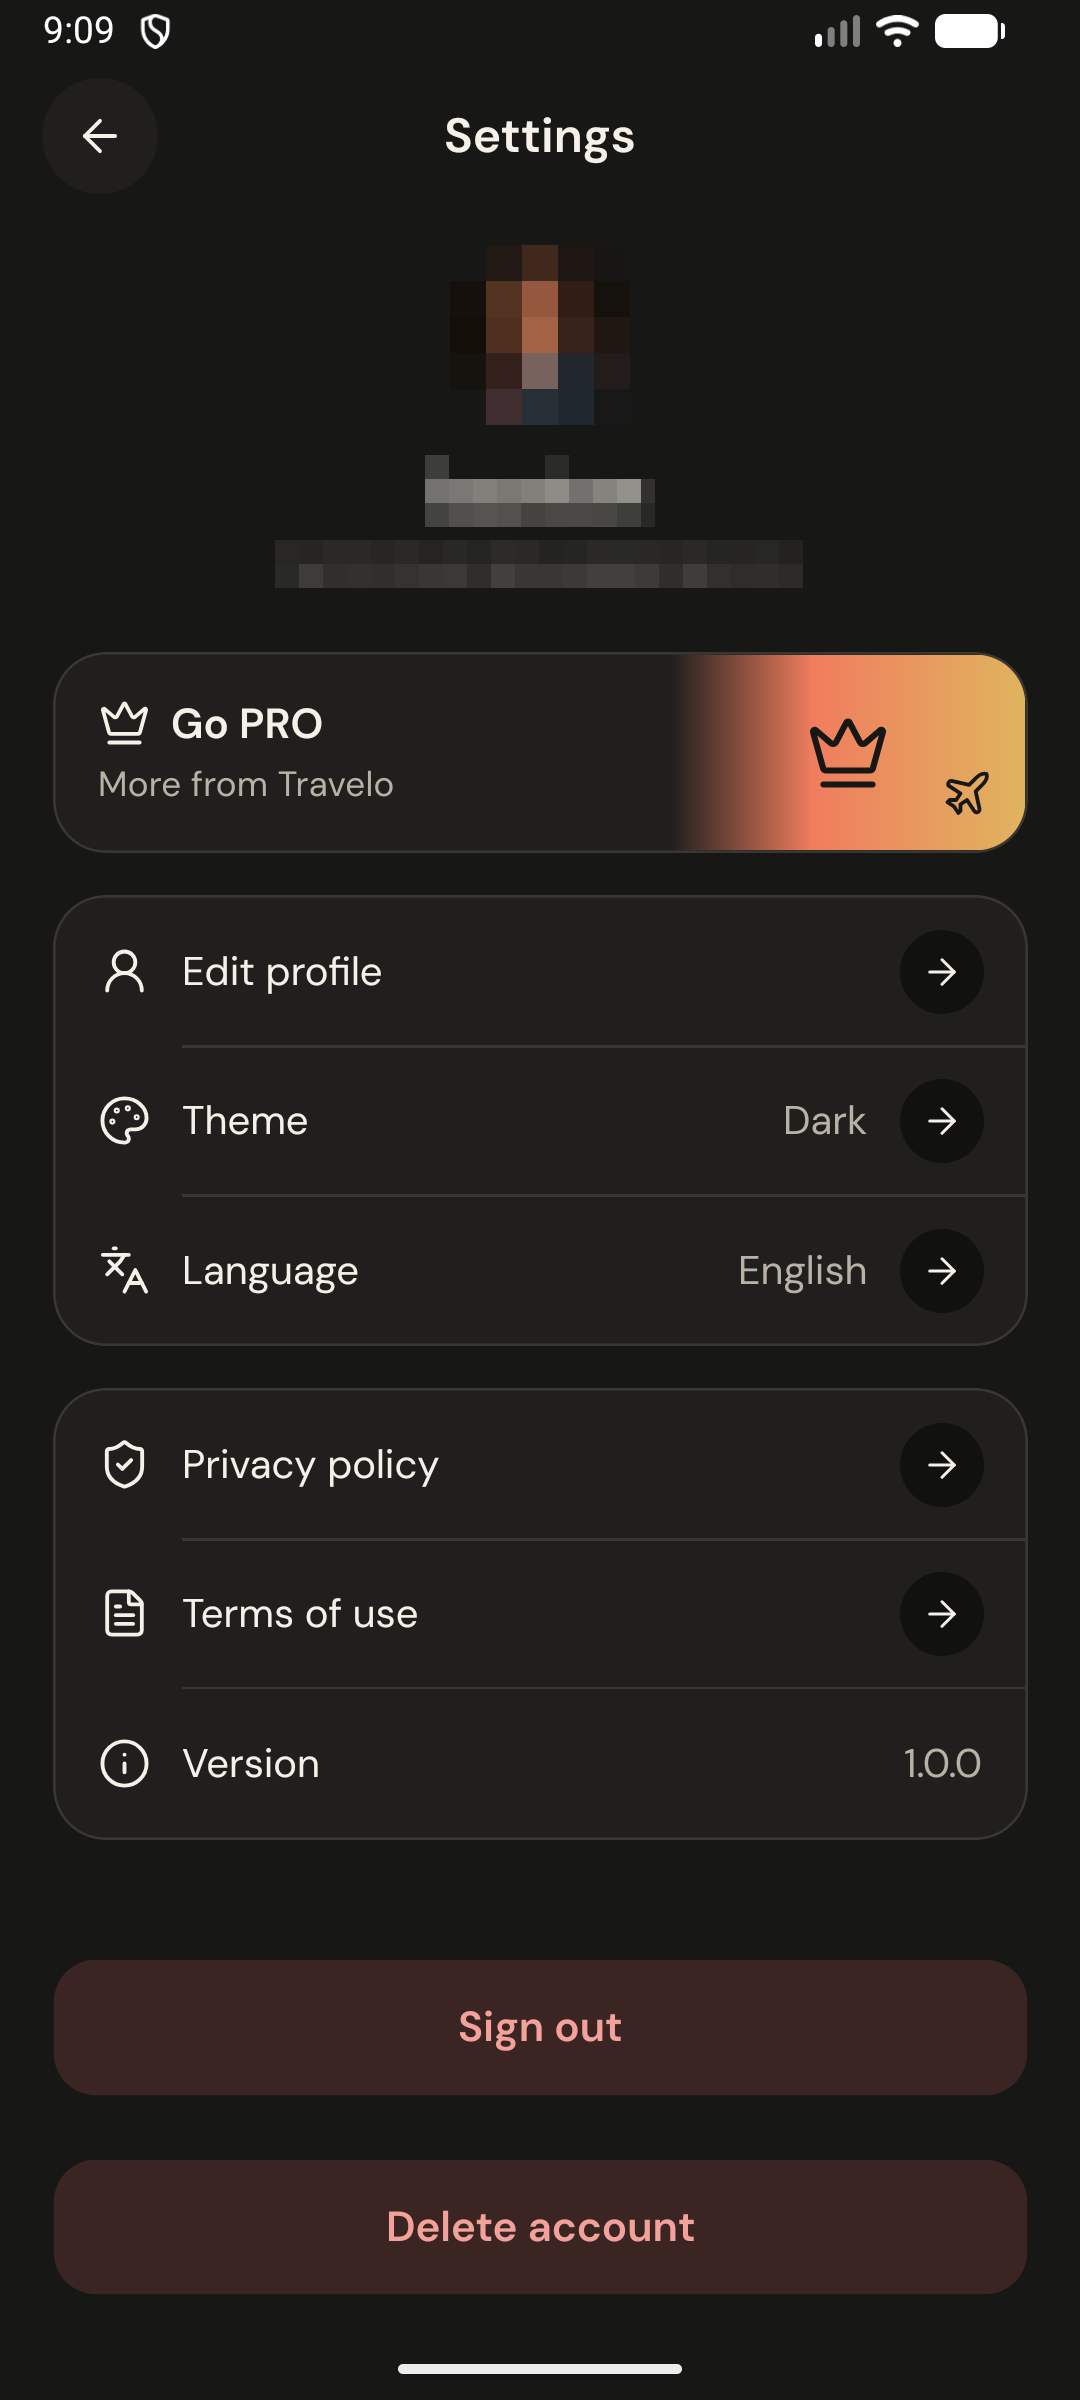 9:09
Settings
Go PRO
More from Travelo
Edit profile
Theme
Dark
Language
English
Privacy policy
Terms of use
Version
1.0.0
Sign out
Delete account